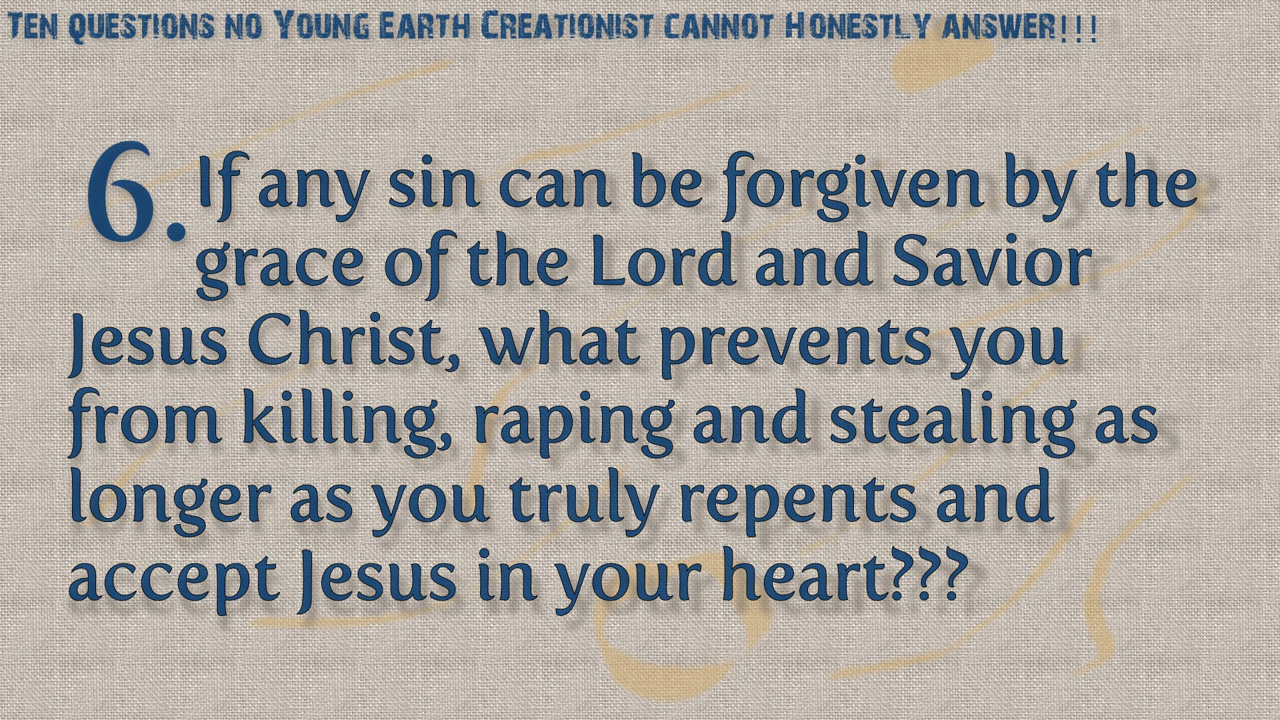 Ten questions no Young Earth Creationist cannot Honestly answer!!!
6. If any sin can be forgiven by the
grace of the Lord and Savior
Jesus Christ, what prevents you
from killing, raping and stealing as
longer as you truly repents and
accept Jesus in your heart???